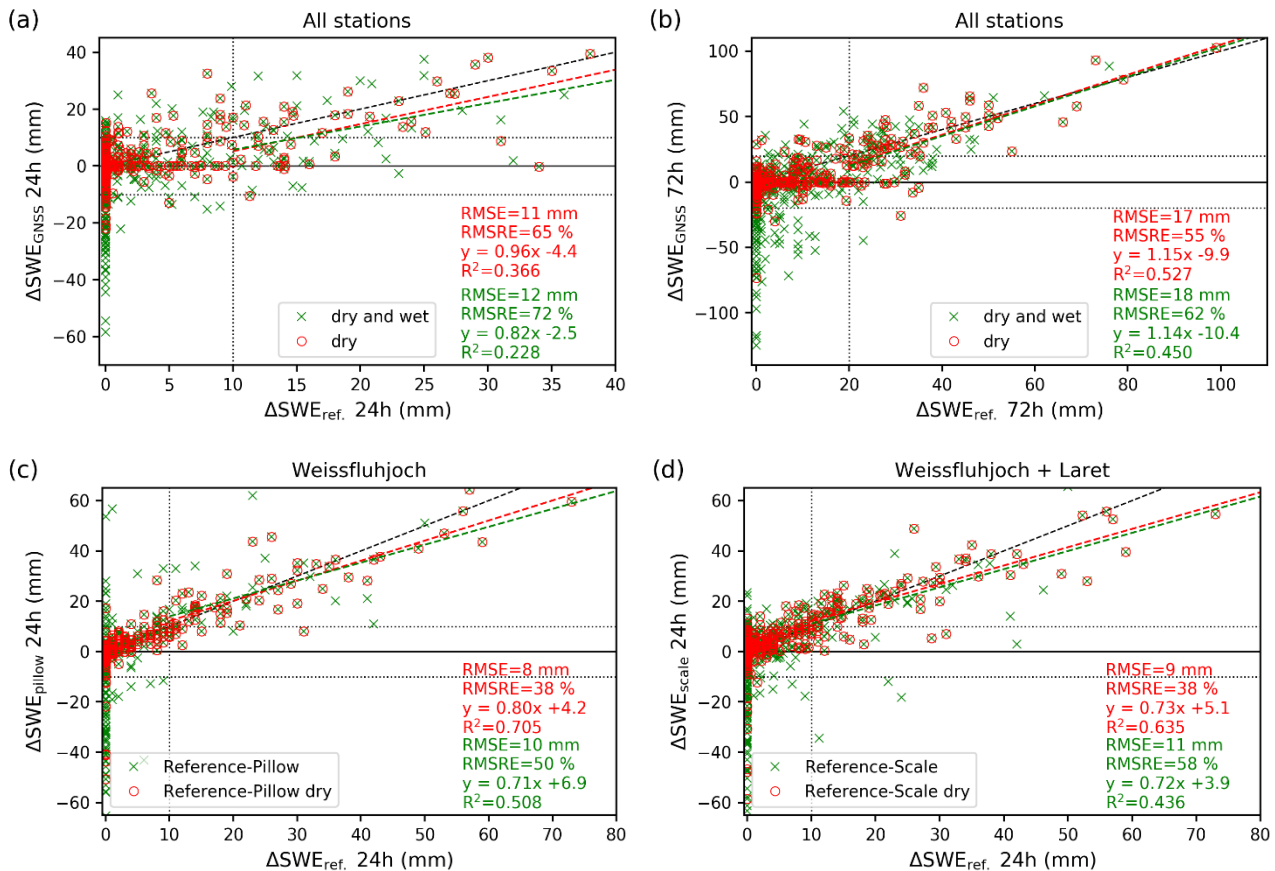 (a)
All stations
40
20
0
−20
−40
−60
ΔSWE_GNSS 24h (mm)
RMSE=11 mm
RMSRE=65 %
y = 0.96x -4.4
R²=0.366
RMSE=12 mm
RMSRE=72 %
y = 0.82x -2.5
R²=0.228
dry and wet
dry
0 5 10 15 20 25 30 35 40
ΔSWE_ref. 24h (mm)
(b)
All stations
100
50
0
−50
−100
ΔSWE_GNSS 72h (mm)
RMSE=17 mm
RMSRE=55 %
y = 1.15x -9.9
R²=0.527
RMSE=18 mm
RMSRE=62 %
y = 1.14x -10.4
R²=0.450
dry and wet
dry
0 20 40 60 80 100
ΔSWE_ref. 72h (mm)
(c)
Weissfluhjoch
60
40
20
0
−20
−40
−60
ΔSWE_pillow 24h (mm)
RMSE=8 mm
RMSRE=38 %
y = 0.80x +4.2
R²=0.705
RMSE=10 mm
RMSRE=50 %
y = 0.71x +6.9
R²=0.508
Reference-Pillow
Reference-Pillow dry
0 10 20 30 40 50 60 70 80
ΔSWE_ref. 24h (mm)
(d)
Weissfluhjoch + Laret
60
40
20
0
−20
−40
−60
ΔSWE_scale 24h (mm)
RMSE=9 mm
RMSRE=38 %
y = 0.73x +5.1
R²=0.635
RMSE=11 mm
RMSRE=58 %
y = 0.72x +3.9
R²=0.436
Reference-Scale
Reference-Scale dry
0 10 20 30 40 50 60 70 80
ΔSWE_ref. 24h (mm)